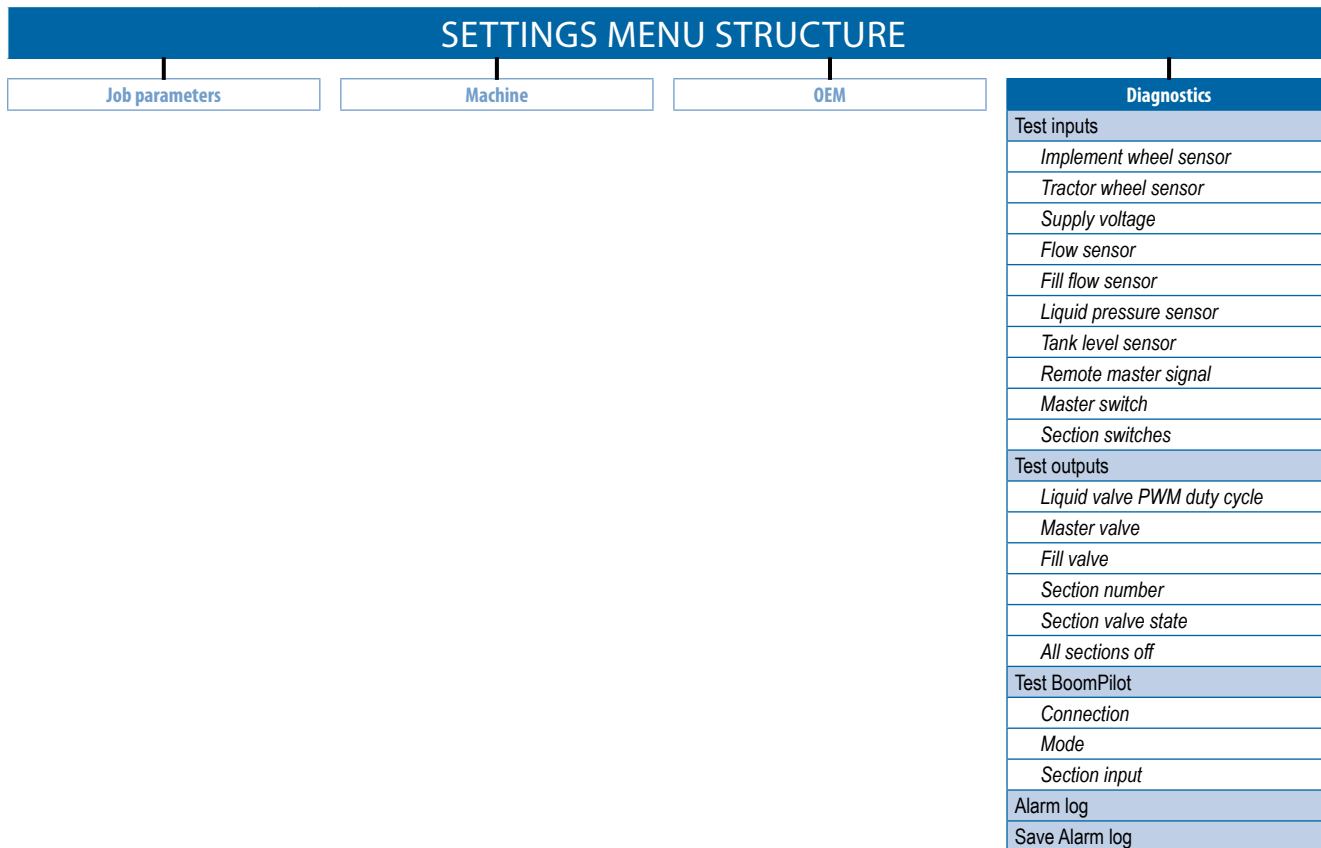 SETTINGS MENU STRUCTURE
Job parameters
Machine
OEM
Diagnostics
Test inputs
Implement wheel sensor
Tractor wheel sensor
Supply voltage
Flow sensor
Fill flow sensor
Liquid pressure sensor
Tank level sensor
Remote master signal
Master switch
Section switches
Test outputs
Liquid valve PWM duty cycle
Master valve
Fill valve
Section number
Section valve state
All sections off
Test BoomPilot
Connection
Mode
Section input
Alarm log
Save Alarm log